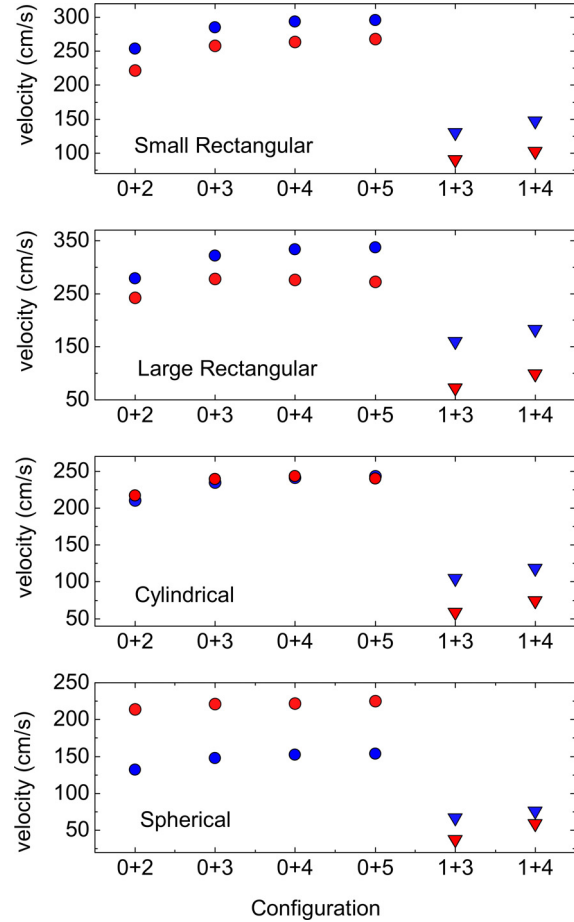 300
250
200
150
100
velocity (cm/s)
Small Rectangular
0+2 0+3 0+4 0+5 1+3 1+4
350
250
150
50
velocity (cm/s)
Large Rectangular
0+2 0+3 0+4 0+5 1+3 1+4
250
200
150
100
50
velocity (cm/s)
Cylindrical
0+2 0+3 0+4 0+5 1+3 1+4
250
200
150
100
50
velocity (cm/s)
Spherical
0+2 0+3 0+4 0+5 1+3 1+4
Configuration